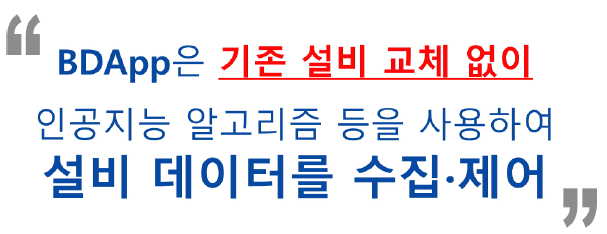 “
BDApp은 기존 설비 교체 없이
인공지능 알고리즘 등을 사용하여
설비 데이터를 수집·제어
”